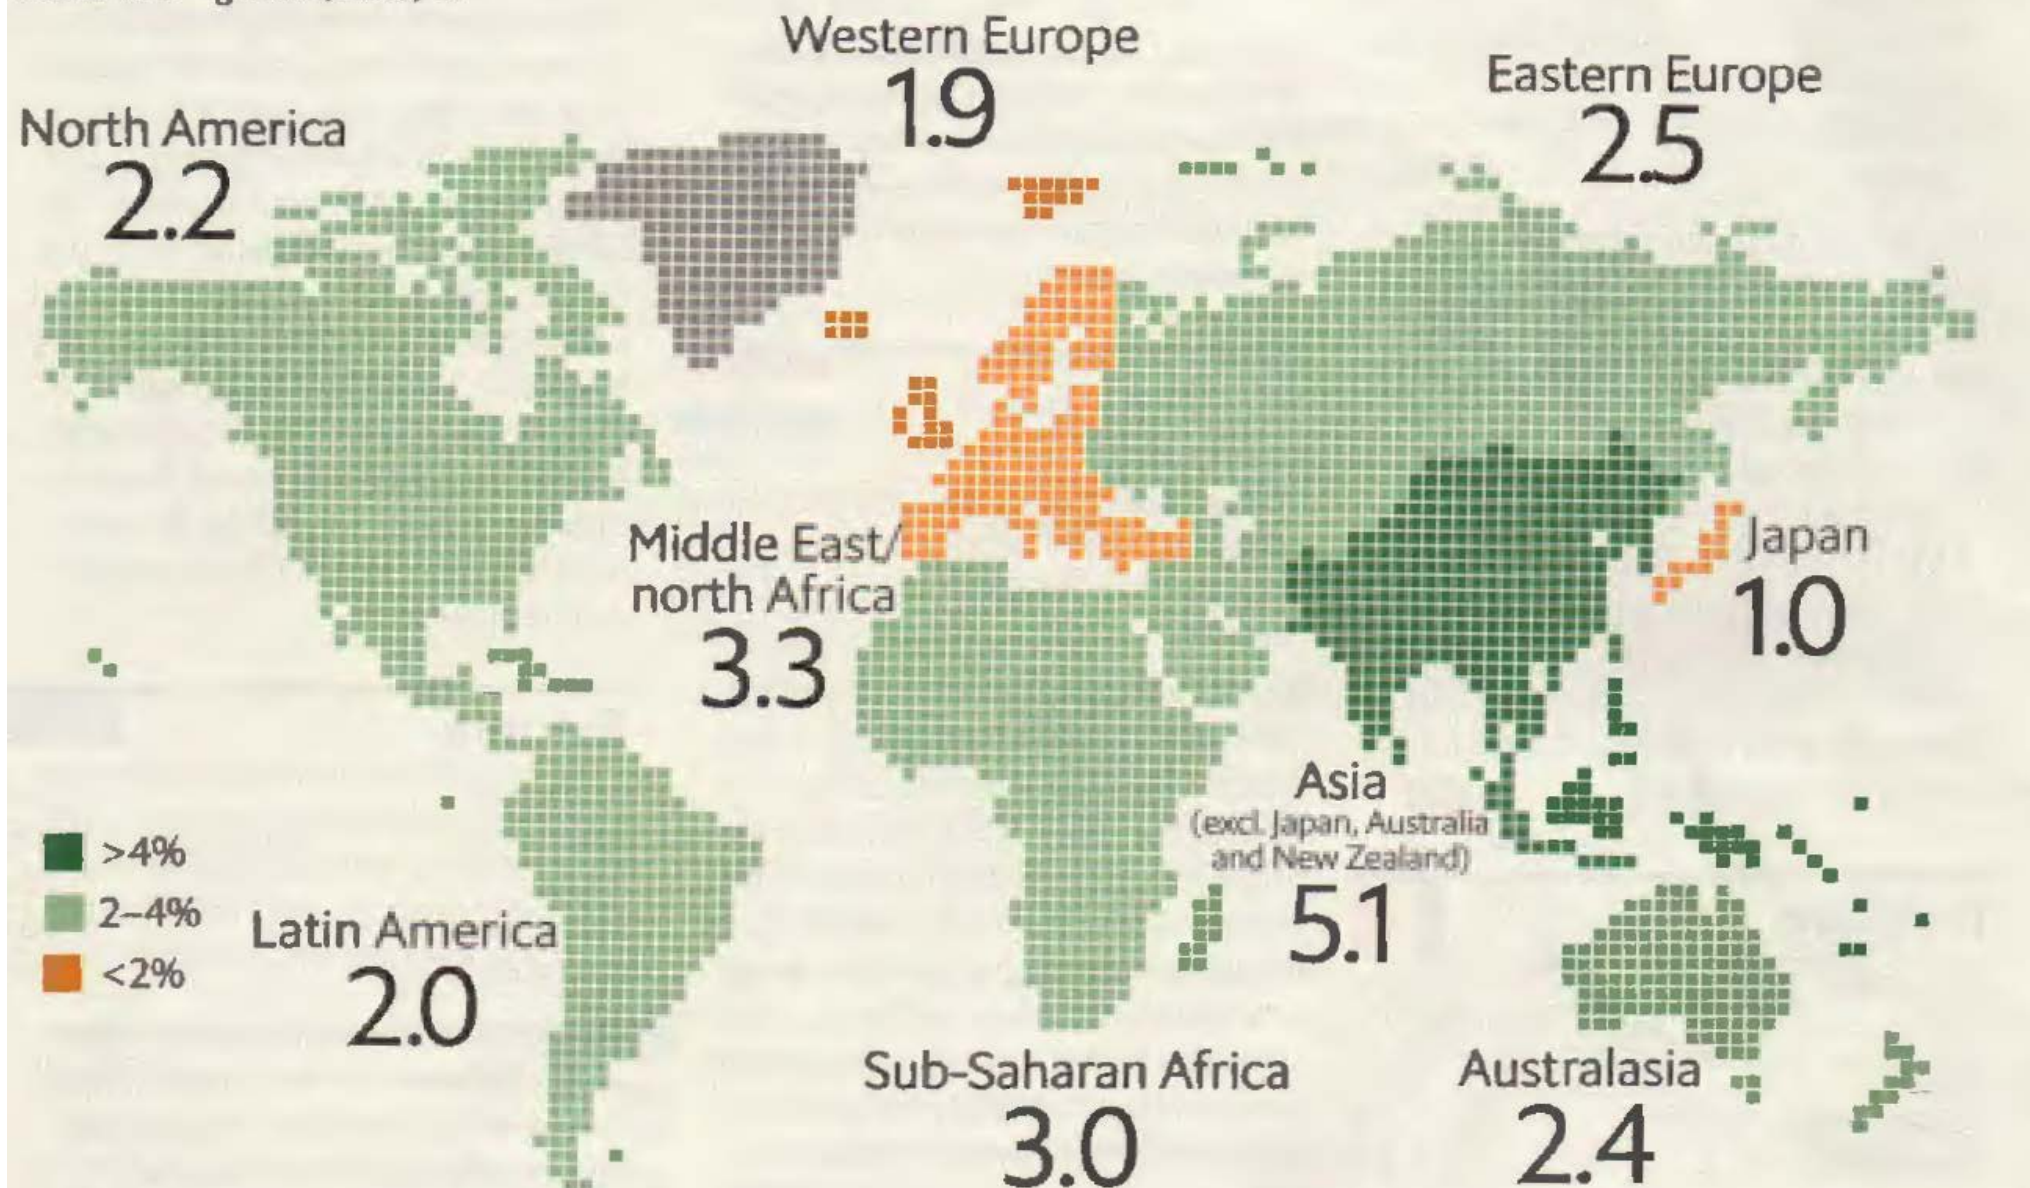 Western Europe
1.9
Eastern Europe
2.5
North America
2.2
Middle East/
north Africa
3.3
Japan
1.0
Asia
(excl. Japan, Australia
and New Zealand)
5.1
>4%
2–4%
<2%
Latin America
2.0
Sub-Saharan Africa
3.0
Australasia
2.4